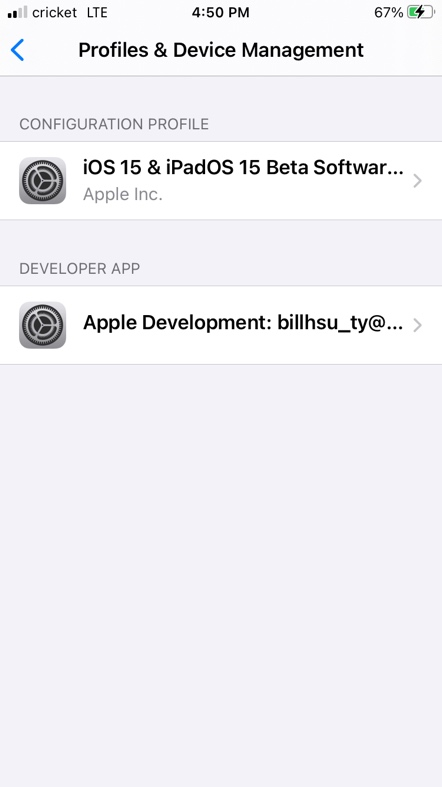 cricket LTE 4:50 PM 67%
Profiles & Device Management
CONFIGURATION PROFILE
iOS 15 & iPadOS 15 Beta Softwar...
Apple Inc.
DEVELOPER APP
Apple Development: billhsu_ty@...